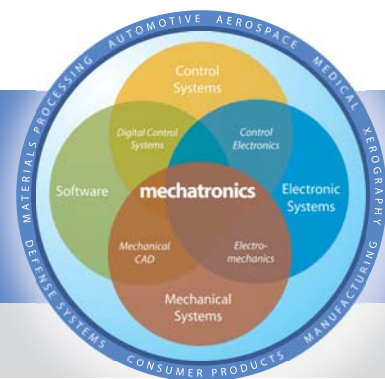 MATERIALS PROCESSING AUTOMOTIVE AEROSPACE MEDICAL XEROGRAPHY
Control
Systems
Digital Control
Systems
Control
Electronics
Software
mechatronics
Electronic
Systems
Mechanical
CAD
Electro-
mechanics
Mechanical
Systems
DEFENSE SYSTEMS CONSUMER PRODUCTS MANUFACTURING